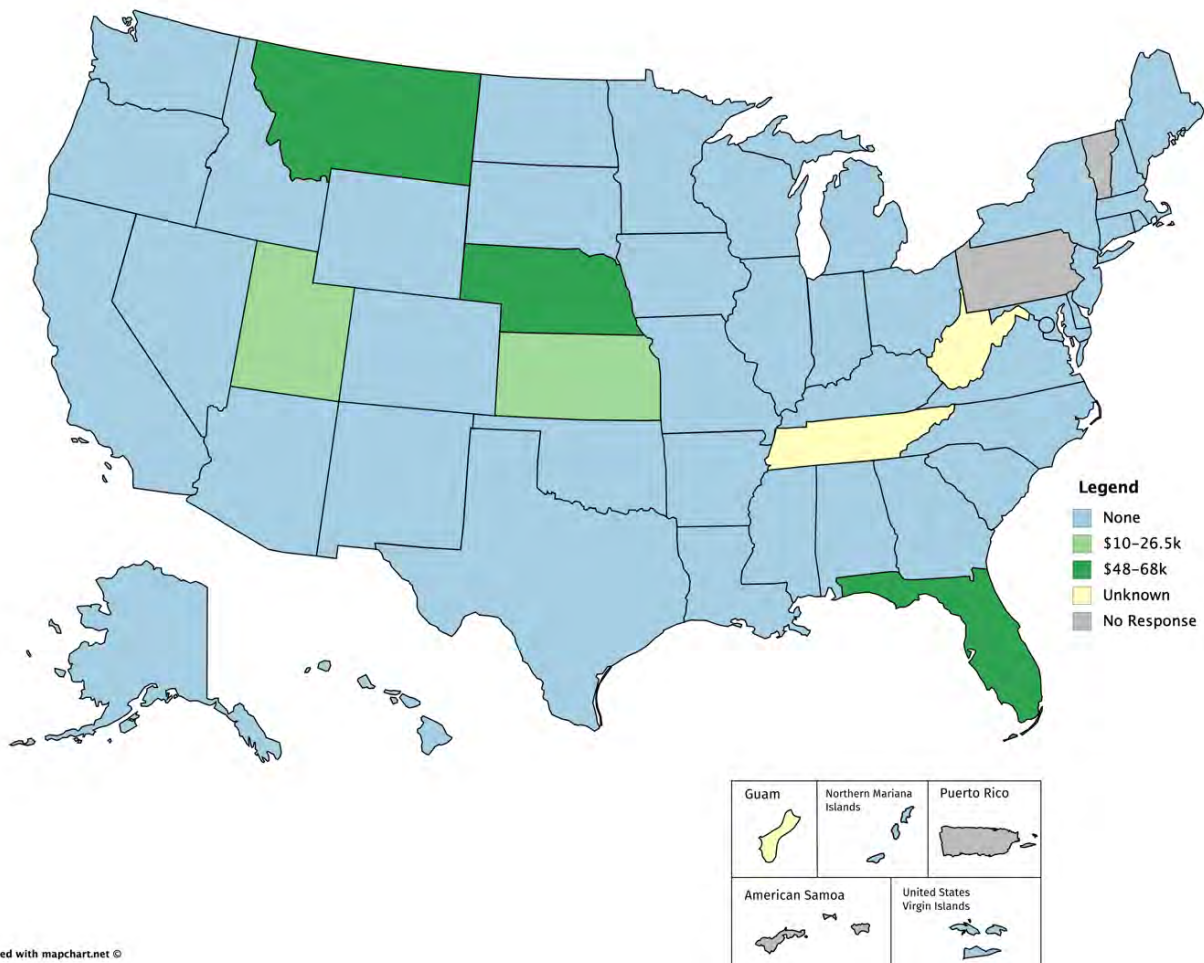 Legend
None
$10-26.5k
$48-68k
Unknown
No Response
Guam
Northern Mariana
Islands
Puerto Rico
American Samoa
United States
Virgin Islands
ed with mapchart.net ©